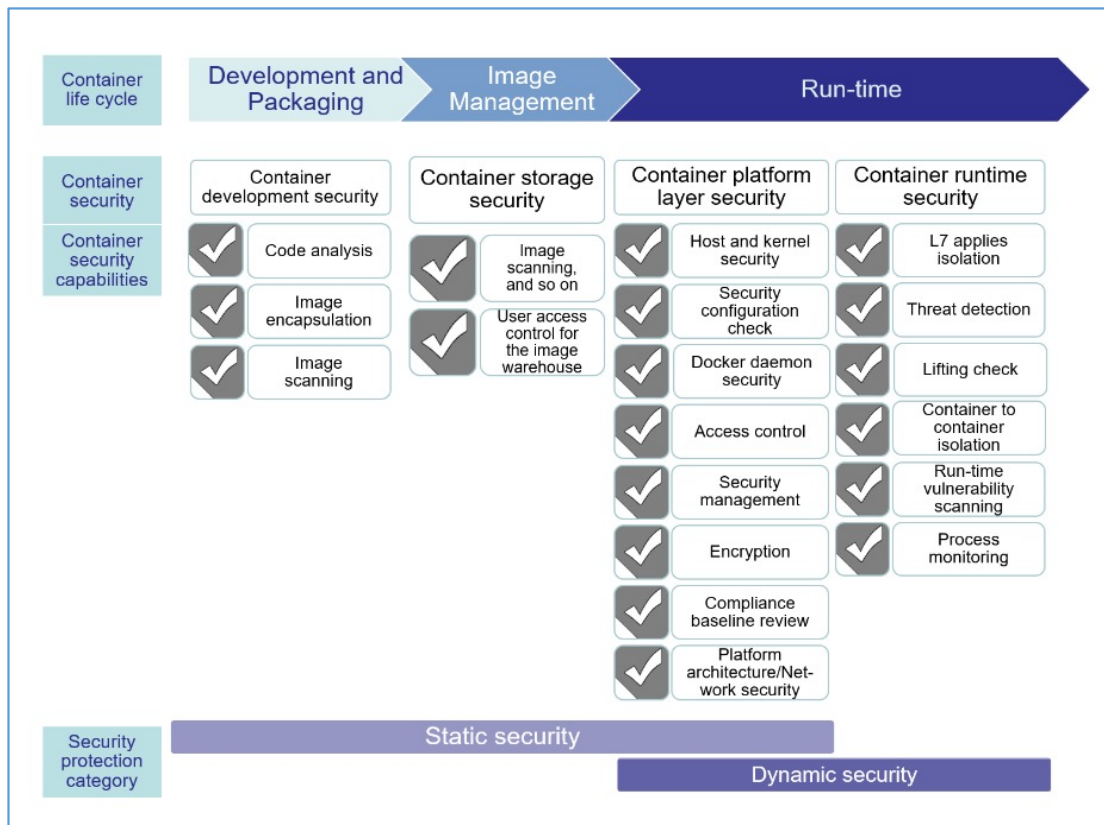 Container
life cycle
Development and
Packaging
Image
Management
Run-time
Container
security
Container
development security
Container storage
security
Container platform
layer security
Container runtime
security
Container
security
capabilities
Code analysis
Image
encapsulation
Image
scanning
Image
scanning,
and so on
User access
control for
the image
warehouse
Host and kernel
security
Security
configuration
check
Docker daemon
security
Access control
Security
management
Encryption
Compliance
baseline review
Platform
architecture/Net-
work security
L7 applies
isolation
Threat detection
Lifting check
Container to
container
isolation
Run-time
vulnerability
scanning
Process
monitoring
Security
protection
category
Static security
Dynamic security